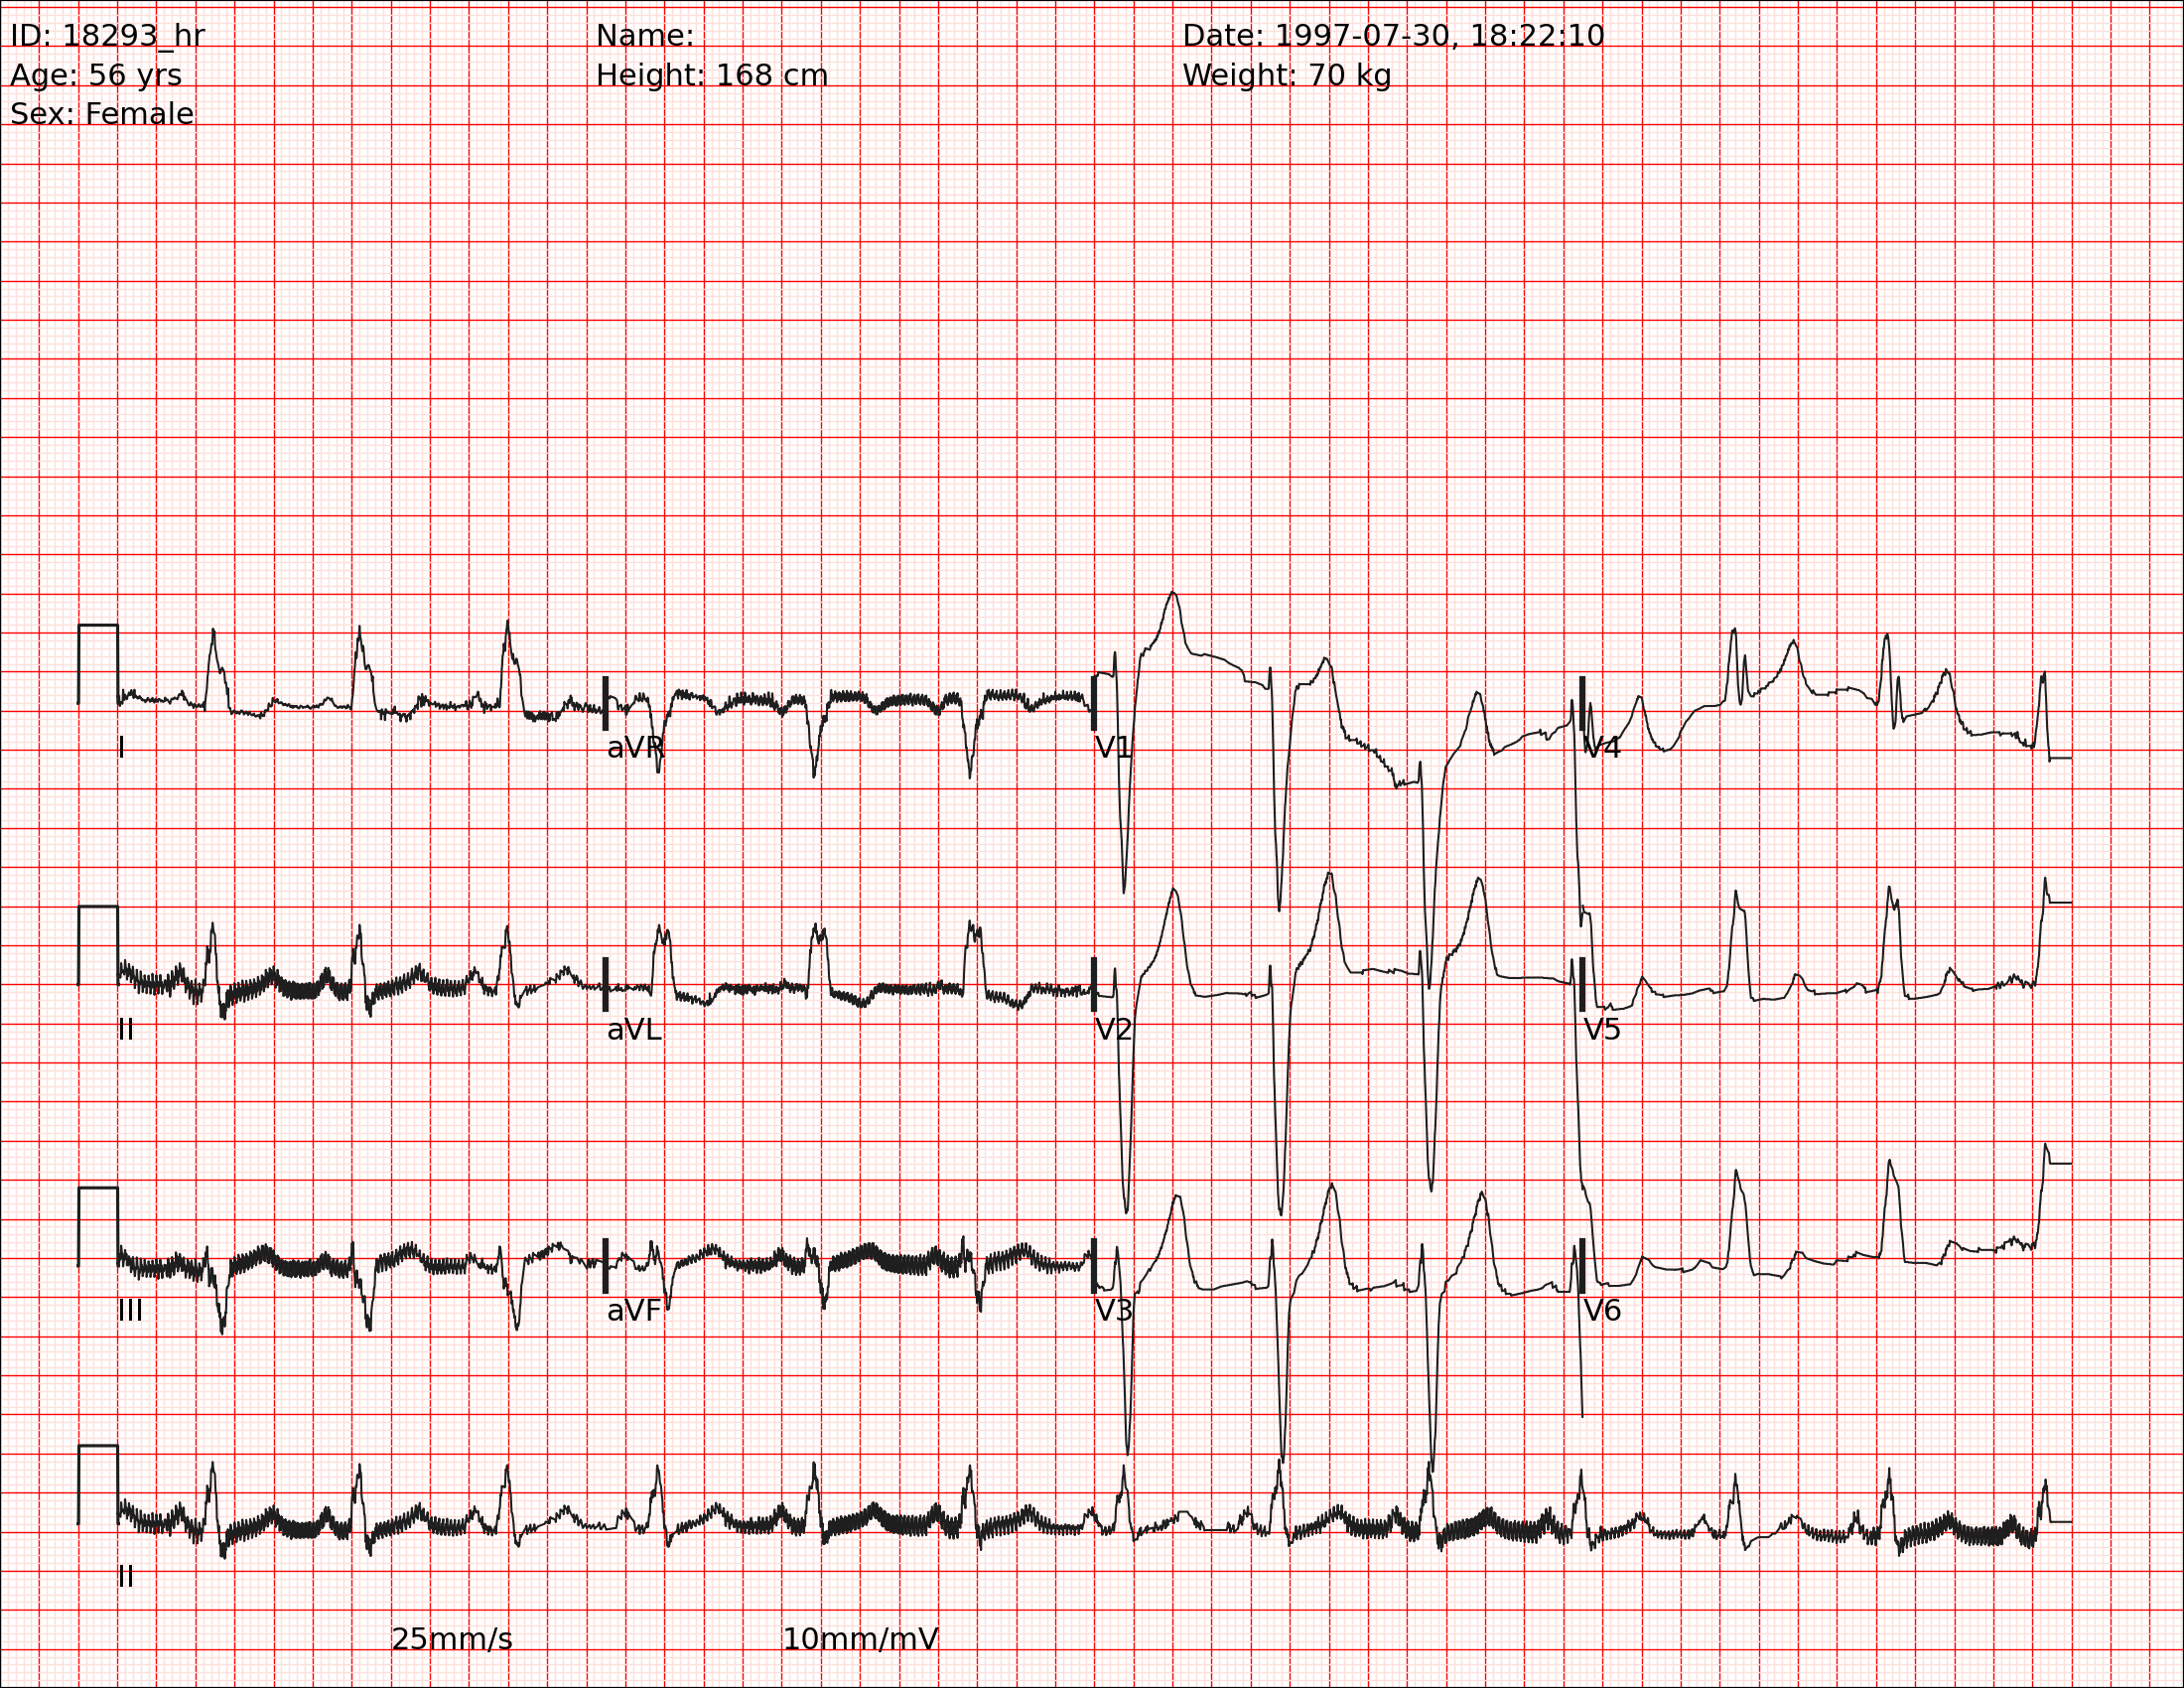 ID: 18293_hr Name: Date: 1997-07-30, 18:22:10
Age: 56 yrs Height: 168 cm Weight: 70 kg
Sex: Female
I aVR V1 V4
II aVL V2 V5
III aVF V3 V6
II
25mm/s 10mm/mV